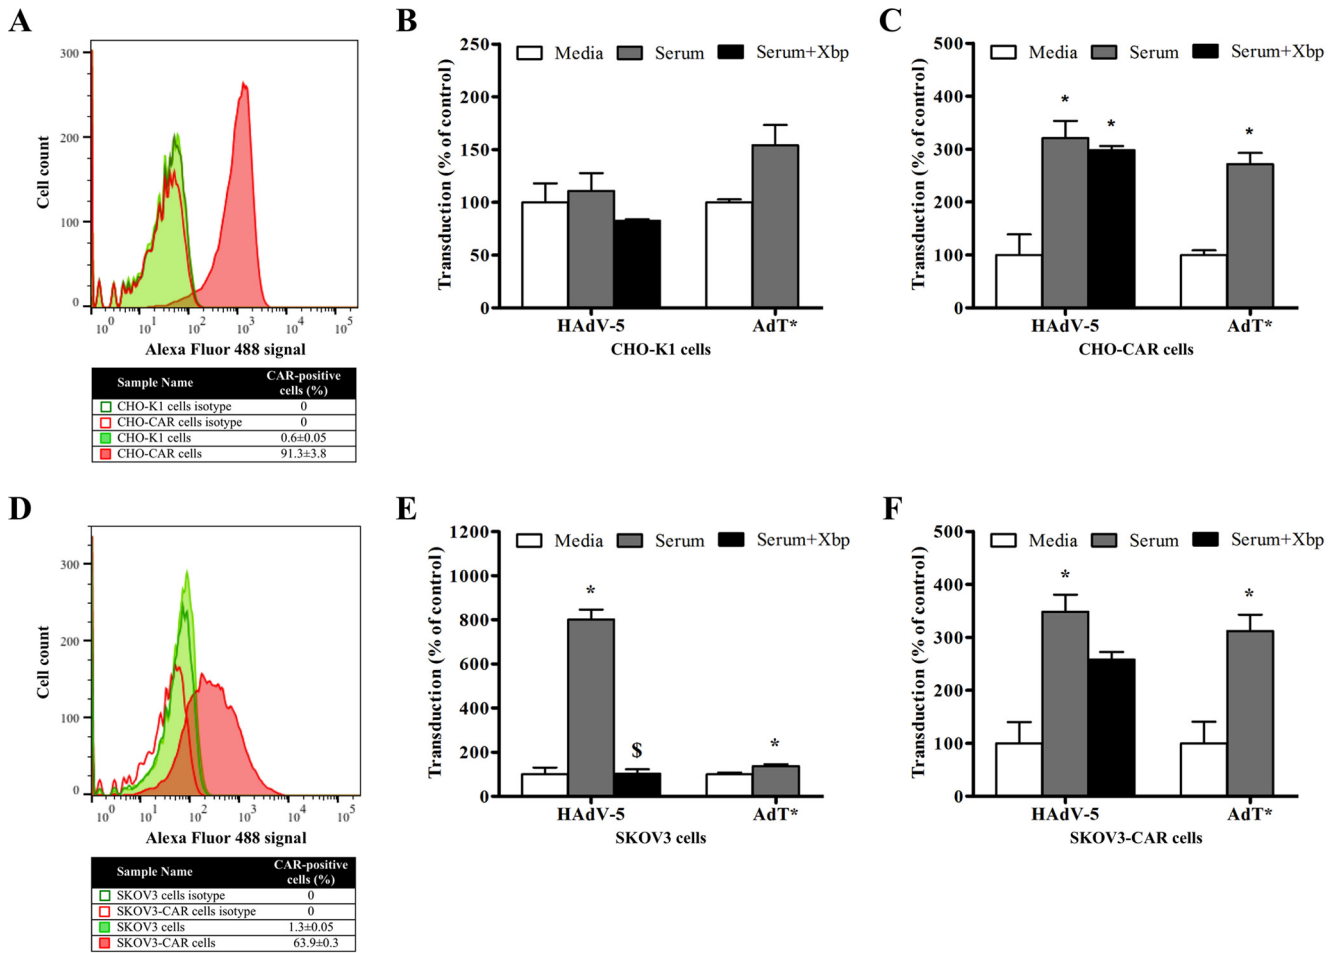 A
300
200
100
0
Cell count
10^0 10^1 10^2 10^3 10^4 10^5
Alexa Fluor 488 signal
Sample Name CAR-positive cells (%)
CHO-K1 cells isotype 0
CHO-CAR cells isotype 0
CHO-K1 cells 0.6±0.05
CHO-CAR cells 91.3±3.8
B
Media Serum Serum+Xbp
250
200
150
100
50
0
Transduction (% of control)
HAdV-5 AdT*
CHO-K1 cells
C
Media Serum Serum+Xbp
500
400
300
200
100
0
Transduction (% of control)
* * *
HAdV-5 AdT*
CHO-CAR cells
D
300
200
100
0
Cell count
10^0 10^1 10^2 10^3 10^4 10^5
Alexa Fluor 488 signal
Sample Name CAR-positive cells (%)
SKOV3 cells isotype 0
SKOV3-CAR cells isotype 0
SKOV3 cells 1.3±0.05
SKOV3-CAR cells 63.9±0.3
E
Media Serum Serum+Xbp
1200
1000
800
600
400
200
0
Transduction (% of control)
* $ *
HAdV-5 AdT*
SKOV3 cells
F
Media Serum Serum+Xbp
500
400
300
200
100
0
Transduction (% of control)
* *
HAdV-5 AdT*
SKOV3-CAR cells